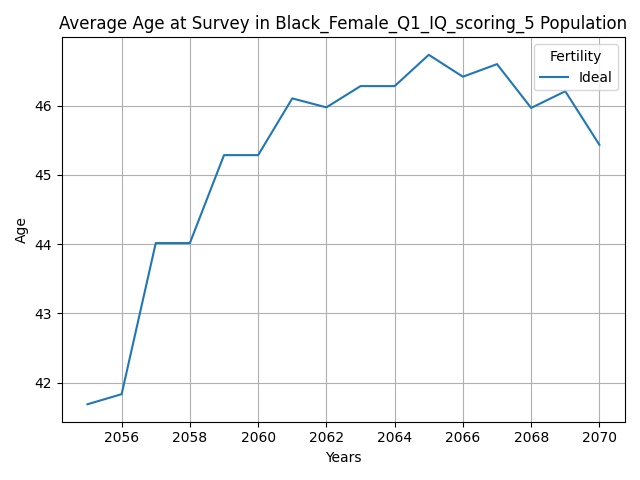 Average Age at Survey in Black_Female_Q1_IQ_scoring_5 Population
Fertility
Ideal
46
45
44
43
42
Age
2056 2058 2060 2062 2064 2066 2068 2070
Years